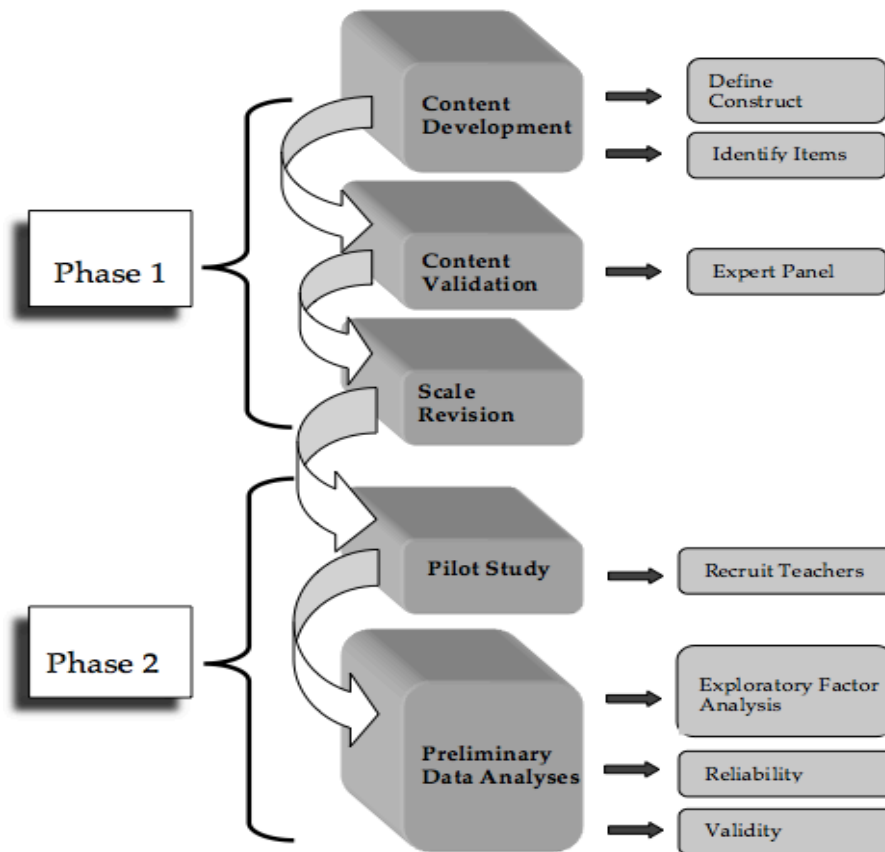 Content
Development
Define
Construct
Identify Items
Phase 1
Content
Validation
Expert Panel
Scale
Revision
Pilot Study
Recruit Teachers
Phase 2
Preliminary
Data Analyses
Exploratory Factor
Analysis
Reliability
Validity